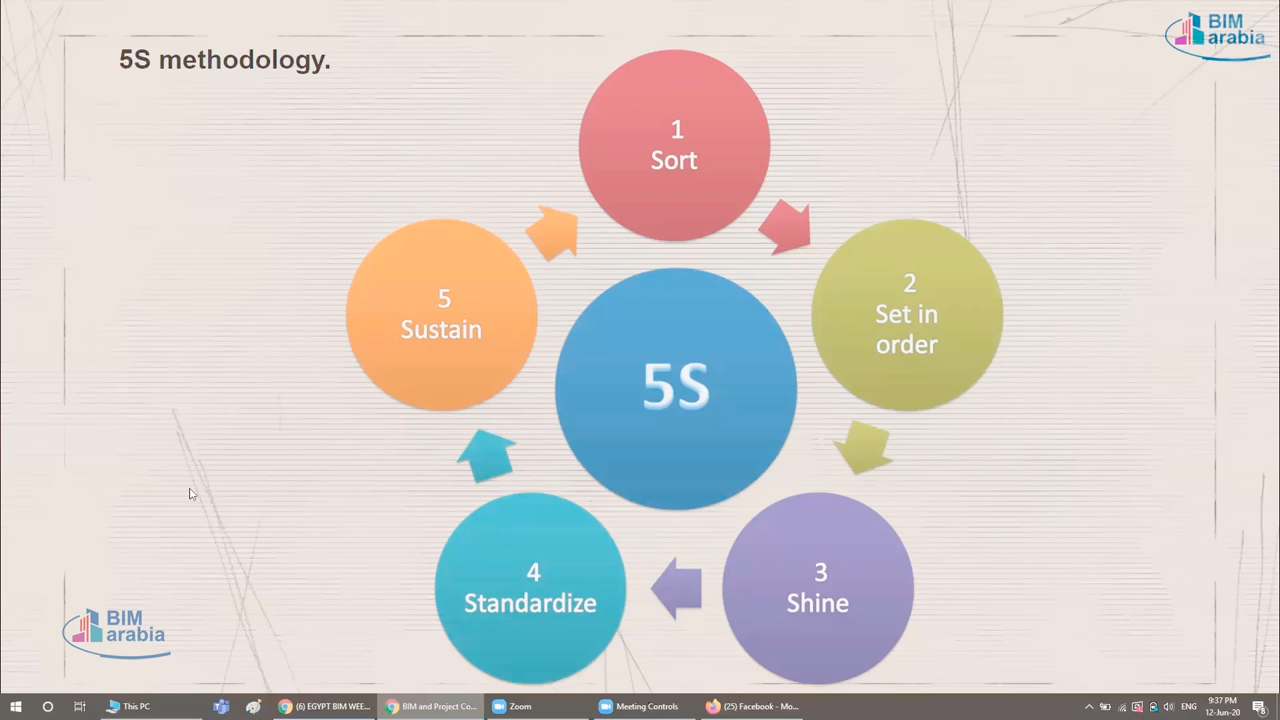 5S methodology.
BIM
arabia
1
Sort
2
Set in
order
5S
5
Sustain
3
Shine
4
Standardize
BIM
arabia
This PC
(6) EGYPT BIM WEE...
BIM and Project Co...
Zoom
Meeting Controls
(25) Facebook - Mo...
ENG
9:37 PM
12-Jun-20